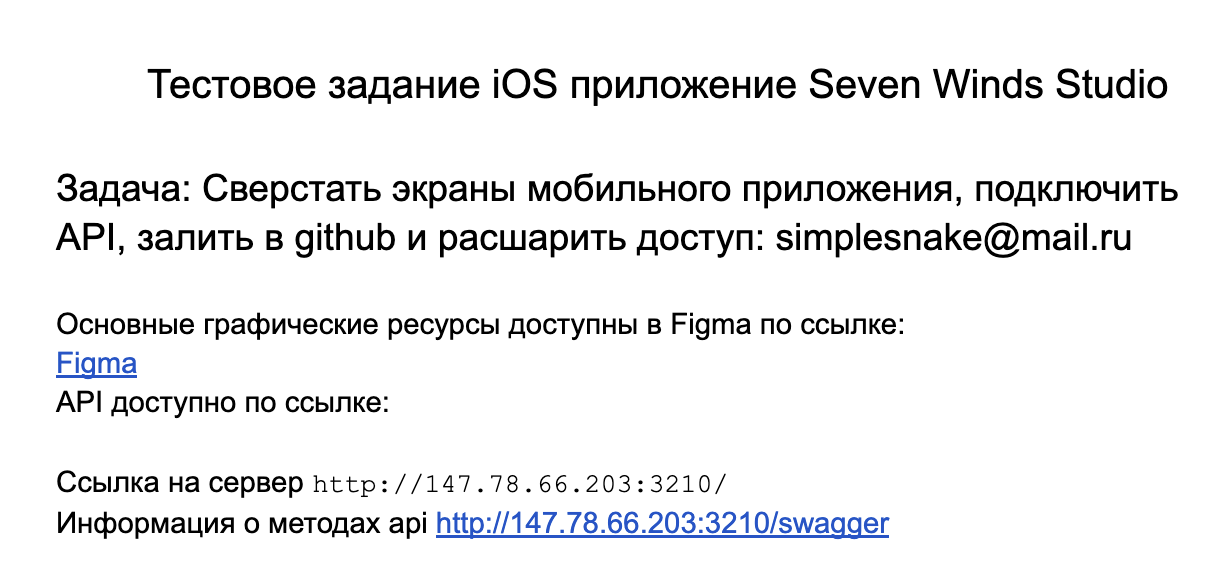 Тестовое задание iOS приложение Seven Winds Studio
Задача: Сверстать экраны мобильного приложения, подключить
API, залить в github и расшарить доступ: simplesnake@mail.ru
Основные графические ресурсы доступны в Figma по ссылке:
Figma
API доступно по ссылке:
Ссылка на сервер http://147.78.66.203:3210/
Информация о методах api http://147.78.66.203:3210/swagger